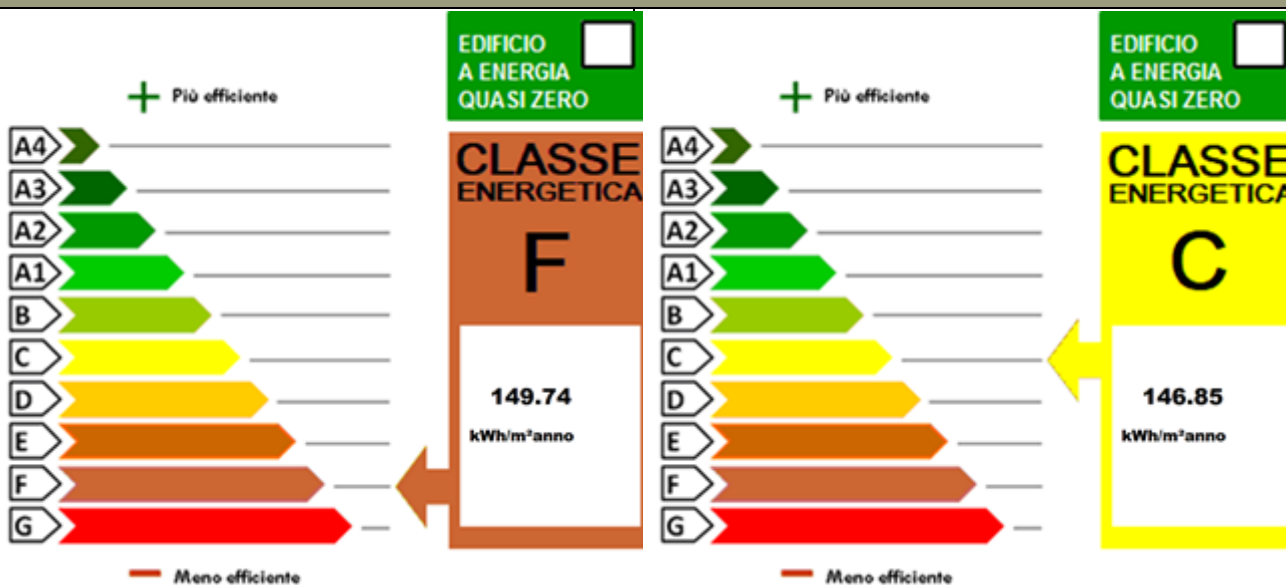 EDIFICIO
A ENERGIA
QUASI ZERO
Più efficiente
A4
A3
A2
A1
B
C
D
E
F
G
Meno efficiente
CLASSE
ENERGETICA
F
149.74
kWh/m²anno
EDIFICIO
A ENERGIA
QUASI ZERO
Più efficiente
A4
A3
A2
A1
B
C
D
E
F
G
Meno efficiente
CLASSE
ENERGETICA
C
146.85
kWh/m²anno